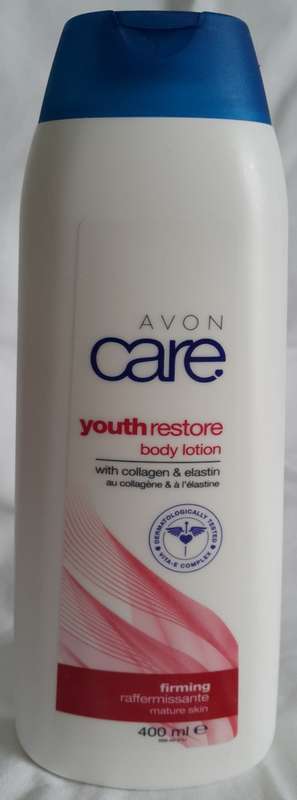 AVON
care.
youth restore
body lotion
with collagen & elastin
au collagène & à l'élastine
DERMATOLOGICALLY TESTED
VITA-E COMPLEX
firming
raffermissante
mature skin
400 ml e